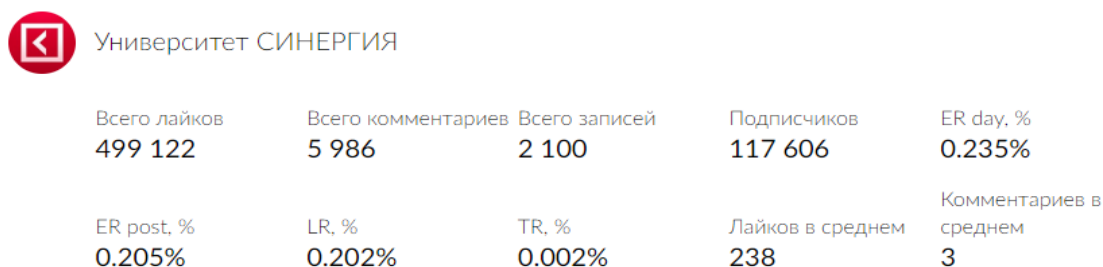 Университет СИНЕРГИЯ
Всего лайков Всего комментариев Всего записей Подписчиков ER day, %
499 122 5 986 2 100 117 606 0.235%
ER post, % LR, % TR, % Лайков в среднем Комментариев в среднем
0.205% 0.202% 0.002% 238 3